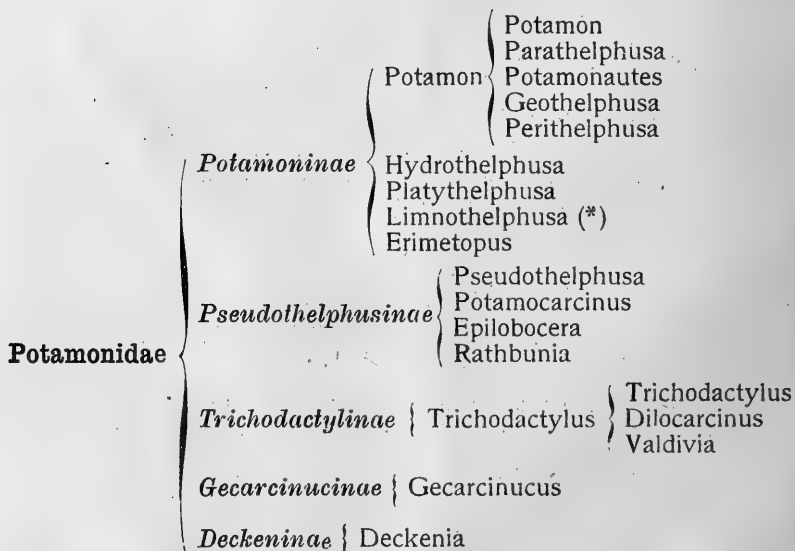 Potamon
Parathelphusa
Potamon
Potamonautes
Geothelphusa
Perithelphusa
Potamoninae
Hydrothelphusa
Platythelphusa
Limnothelphusa (*)
Erimetopus
Pseudothelphusa
Pseudothelphusinae
Potamocarcinus
Epilobocera
Rathbunia
Potamonidae
Trichodactylus
Trichodactylinae
Trichodactylus
Dilocarcinus
Valdivia
Gecarcinucinae
Gecarcinucus
Deckeninae
Deckenia